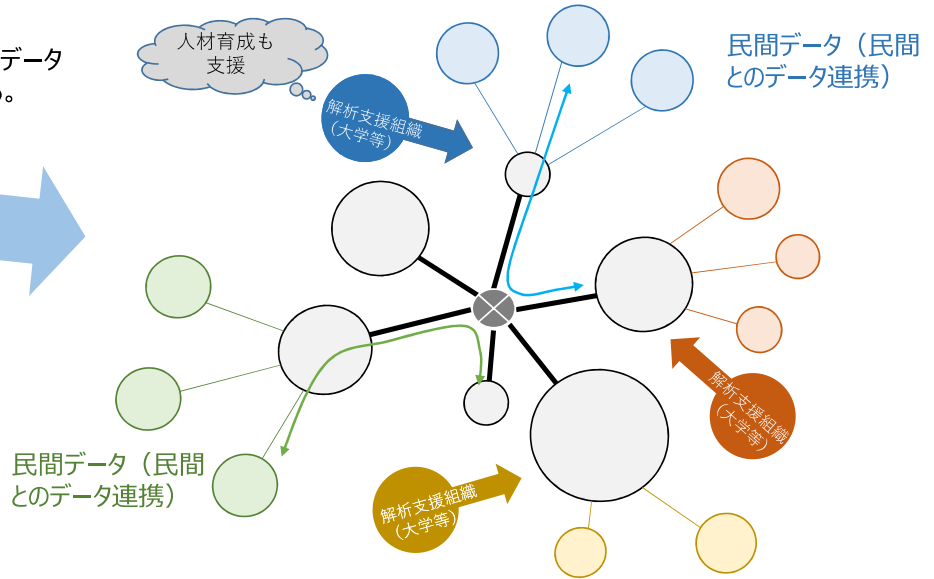 データ
る。
人材育成も
支援
解析支援組織
（大学等）
民間データ（民間
とのデータ連携）
解析支援組織
（大学等）
民間データ（民間
とのデータ連携）
解析支援組織
（大学等）